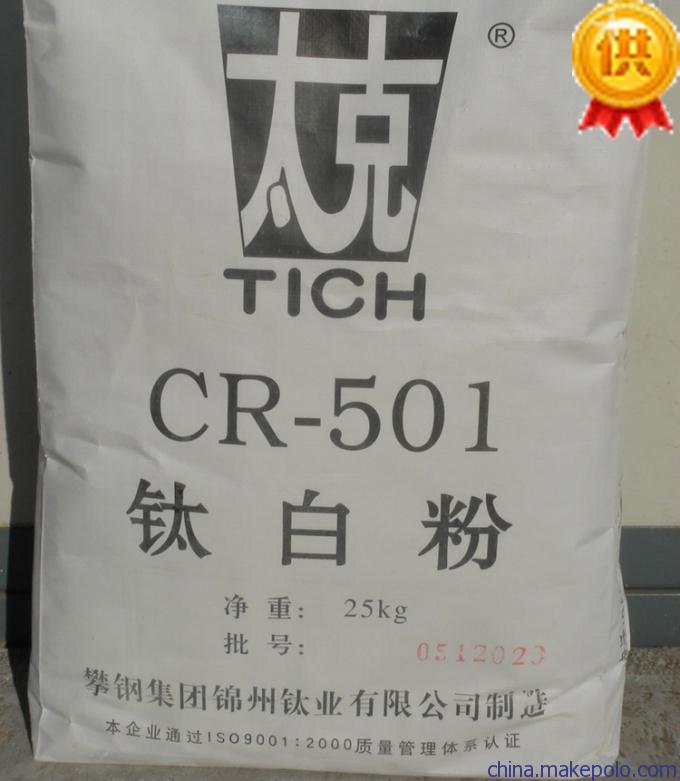 供
太克
®
TICH
CR-501
钛白粉
净重: 25kg
批号: 0512023
攀钢集团锦州钛业有限公司制造
本企业通过ISO9001:2000质量管理体系认证
china.makepolo.com